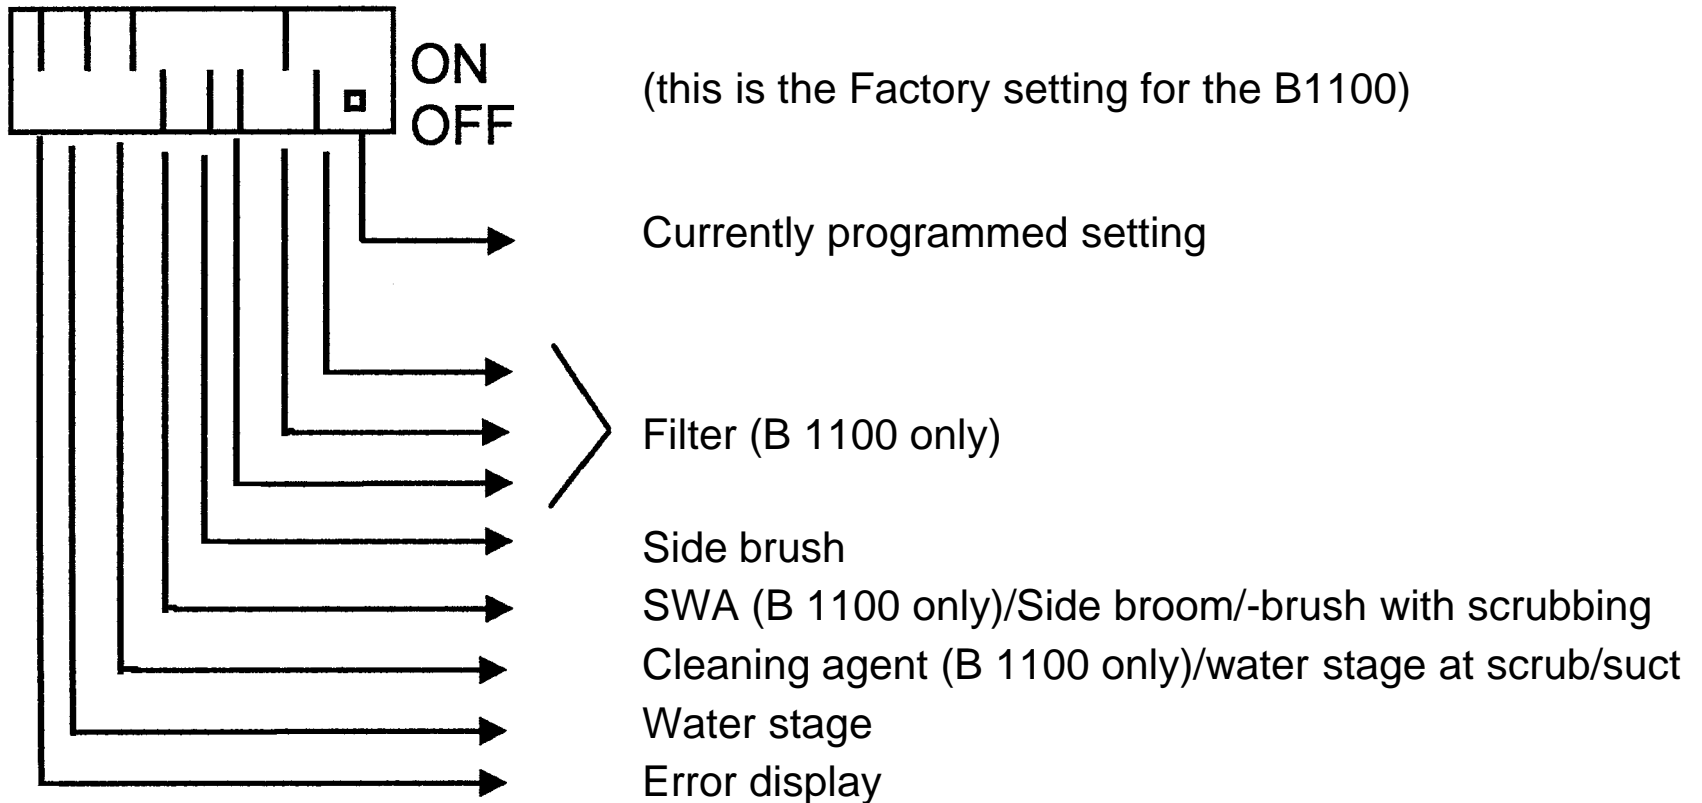 ON
(this is the Factory setting for the B1100)
OFF
Currently programmed setting
Filter (B 1100 only)
Side brush
SWA (B 1100 only)/Side broom/-brush with scrubbing
Cleaning agent (B 1100 only)/water stage at scrub/suct
Water stage
Error display